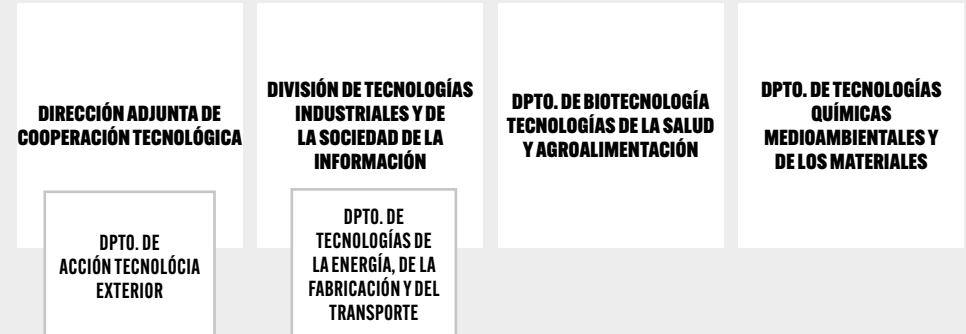 DIRECCIÓN ADJUNTA DE
COOPERACIÓN TECNOLÓGICA
DIVISIÓN DE TECNOLOGÍAS
INDUSTRIALES Y DE
LA SOCIEDAD DE LA
INFORMACIÓN
DPTO. DE BIOTECNOLOGÍA
TECNOLOGÍAS DE LA SALUD
Y AGROALIMENTACIÓN
DPTO. DE TECNOLOGÍAS
QUÍMICAS
MEDIOAMBIENTALES Y
DE LOS MATERIALES
DPTO. DE
ACCIÓN TECNOLÓCIA
EXTERIOR
DPTO. DE
TECNOLOGÍAS DE
LA ENERGÍA, DE LA
FABRICACIÓN Y DEL
TRANSPORTE